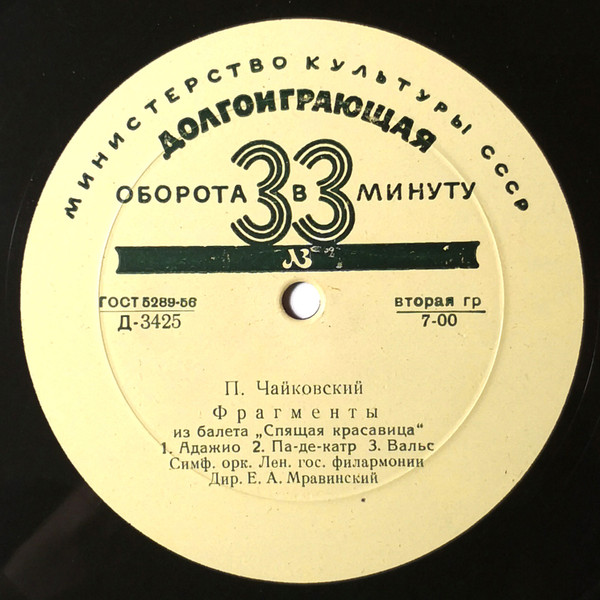 МИНИСТЕРСТВО КУЛЬТУРЫ СССР
ДОЛГОИГРАЮЩАЯ
ОБОРОТА 33 В МИНУТУ
ЛЗ
ГОСТ 5289-56
Д-3425
вторая гр
7-00
П. Чайковский
Фрагменты
из балета „Спящая красавица“
1. Адажио 2. Па-де-катр 3. Вальс
Симф. орк. Лен. гос. филармонии
Дир. Е. А. Мравинский